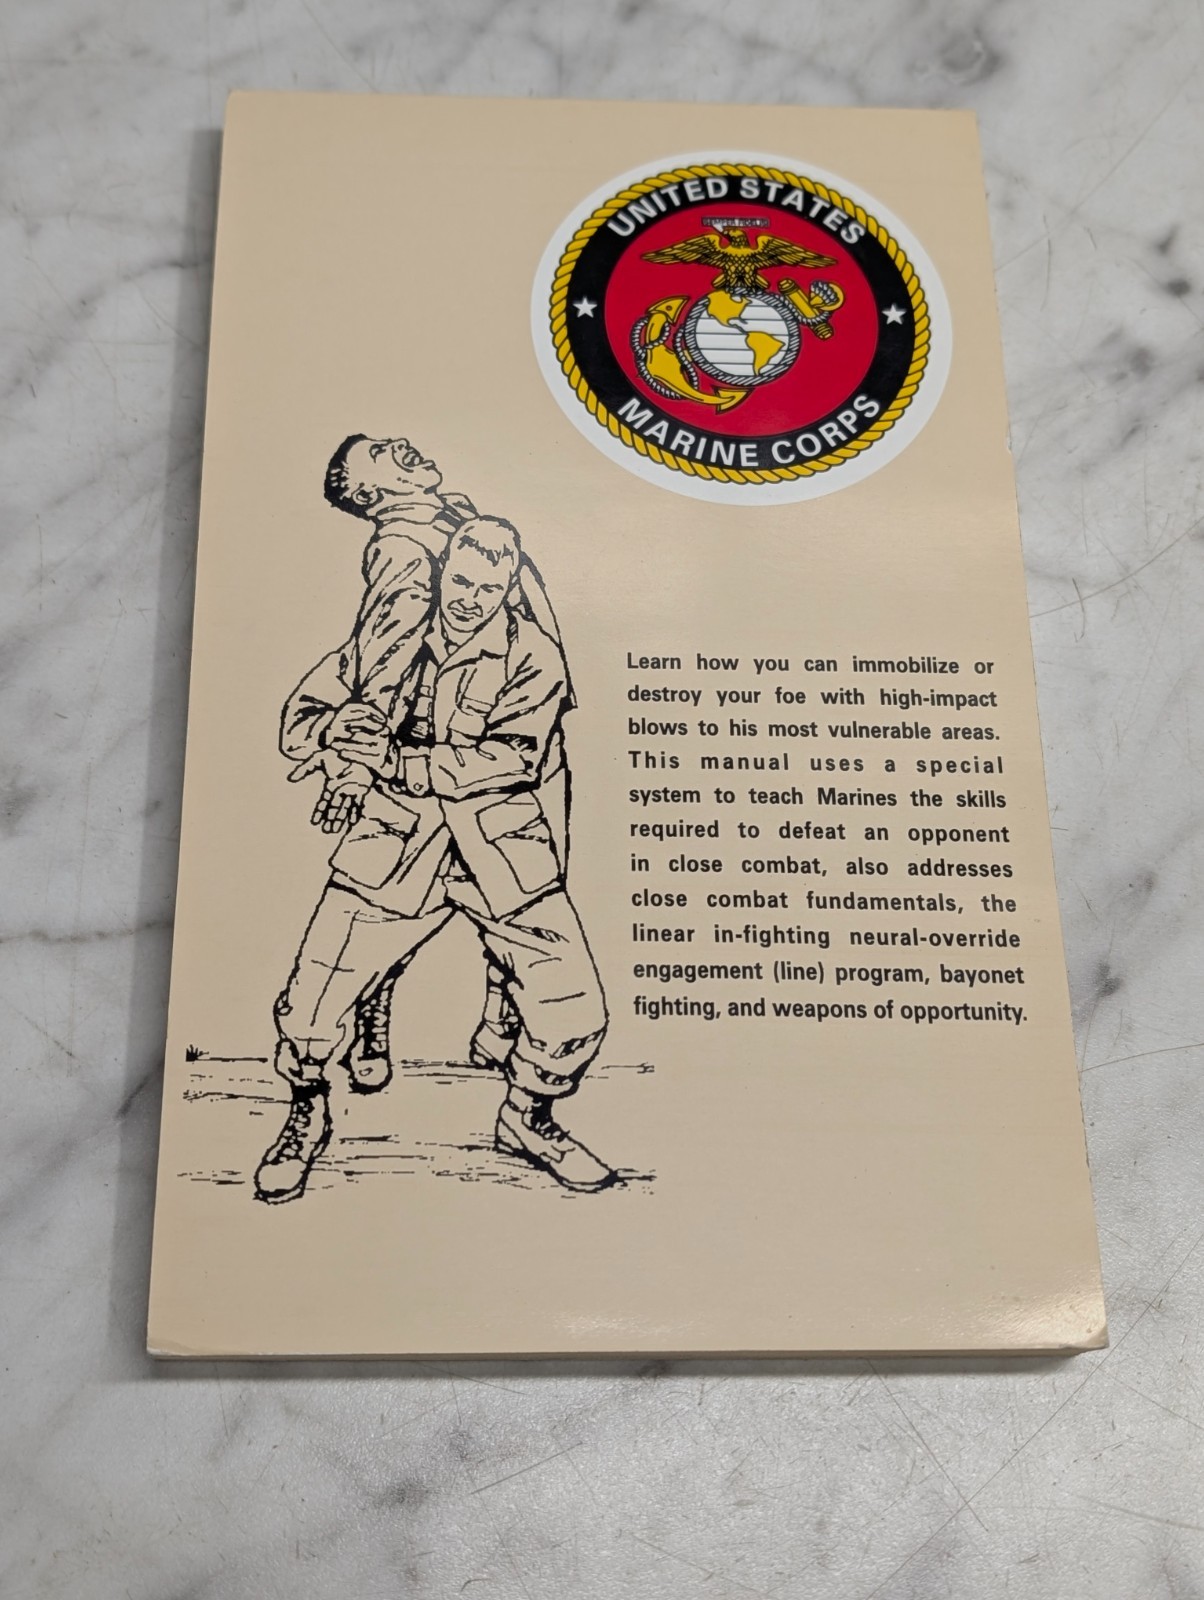 UNITED STATES
SEMPER FIDELIS
MARINE CORPS
Learn how you can immobilize or
destroy your foe with high-impact
blows to his most vulnerable areas.
This manual uses a special
system to teach Marines the skills
required to defeat an opponent
in close combat, also addresses
close combat fundamentals, the
linear in-fighting neural-override
engagement (line) program, bayonet
fighting, and weapons of opportunity.